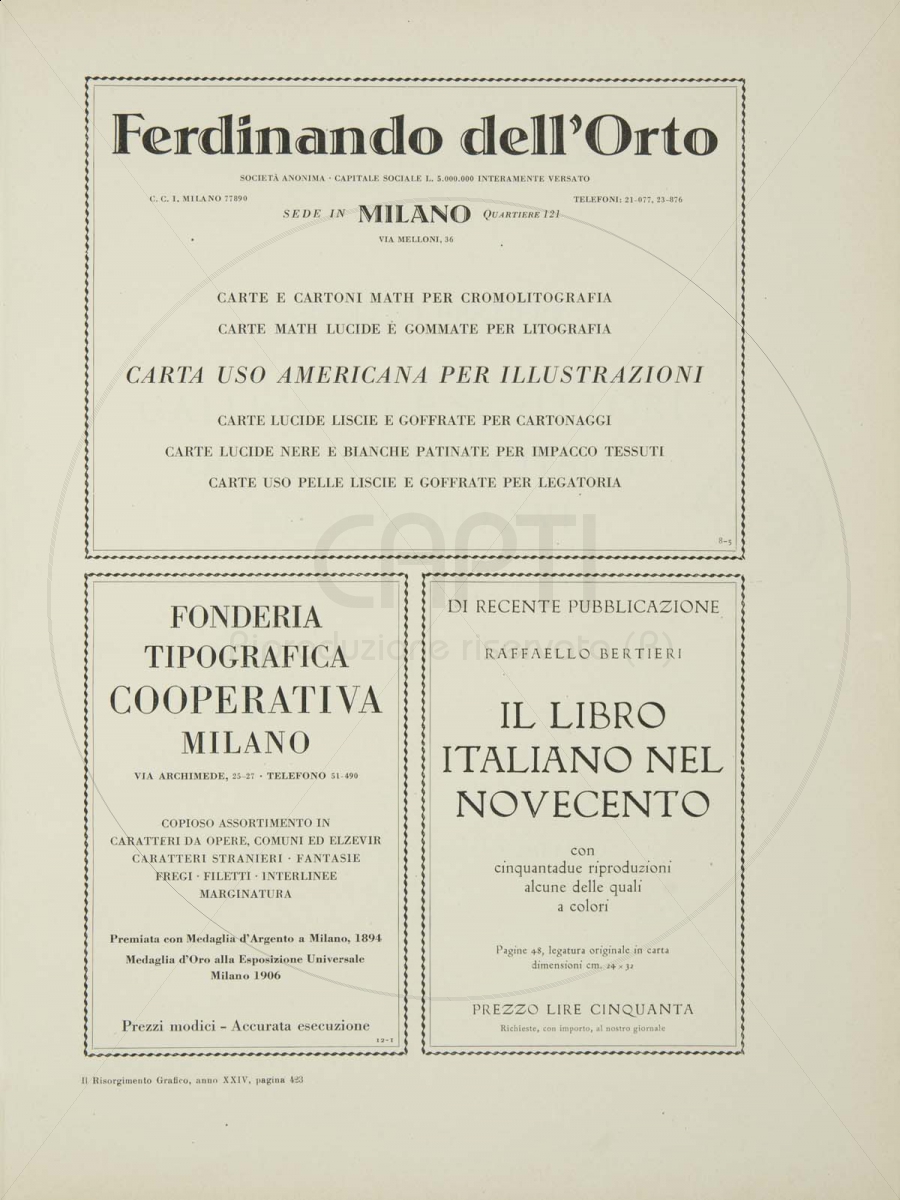 Ferdinando dell'Orto
SOCIETÀ ANONIMA · CAPITALE SOCIALE L. 5.000.000 INTERAMENTE VERSATO
C. C. I. MILANO 77890
TELEFONI: 21-077, 23-876
SEDE IN MILANO QUARTIERE 121
VIA MELLONI, 36
CARTE E CARTONI MATH PER CROMOLITOGRAFIA
CARTE MATH LUCIDE E GOMMATE PER LITOGRAFIA
CARTA USO AMERICANA PER ILLUSTRAZIONI
CARTE LUCIDE LISCIE E GOFFRATE PER CARTONAGGI
CARTE LUCIDE NERE E BIANCHE PATINATE PER IMPACCO TESSUTI
CARTE USO PELLE LISCIE E GOFFRATE PER LEGATORIA
8-5
CAPTI
Riproduzione riservata (R)
FONDERIA
TIPOGRAFICA
COOPERATIVA
MILANO
VIA ARCHIMEDE, 25-27 · TELEFONO 51-490
COPIOSO ASSORTIMENTO IN
CARATTERI DA OPERE, COMUNI ED ELZEVIR
CARATTERI STRANIERI · FANTASIE
FREGI · FILETTI · INTERLINEE
MARGINATURA
Premiata con Medaglia d'Argento a Milano, 1894
Medaglia d'Oro alla Esposizione Universale
Milano 1906
Prezzi modici - Accurata esecuzione
12-1
DI RECENTE PUBBLICAZIONE
RAFFAELLO BERTIERI
IL LIBRO
ITALIANO NEL
NOVECENTO
con
cinquantadue riproduzioni
alcune delle quali
a colori
Pagine 48, legatura originale in carta
dimensioni cm. 24 × 32
PREZZO LIRE CINQUANTA
Richieste, con importo, al nostro giornale
Il Risorgimento Grafico, anno XXIV, pagina 423